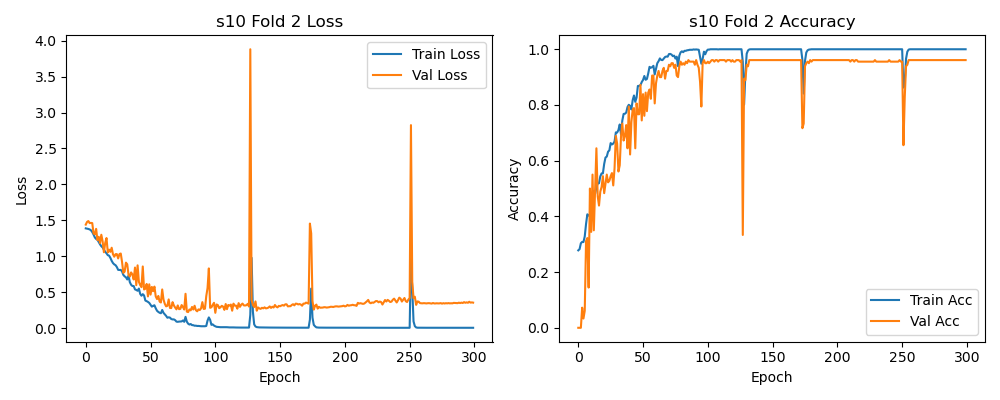 s10 Fold 2 Loss
4.0
3.5
3.0
2.5
2.0
1.5
1.0
0.5
0.0
Loss
0 50 100 150 200 250 300
Epoch
Train Loss
Val Loss
s10 Fold 2 Accuracy
1.0
0.8
0.6
0.4
0.2
0.0
Accuracy
0 50 100 150 200 250 300
Epoch
Train Acc
Val Acc